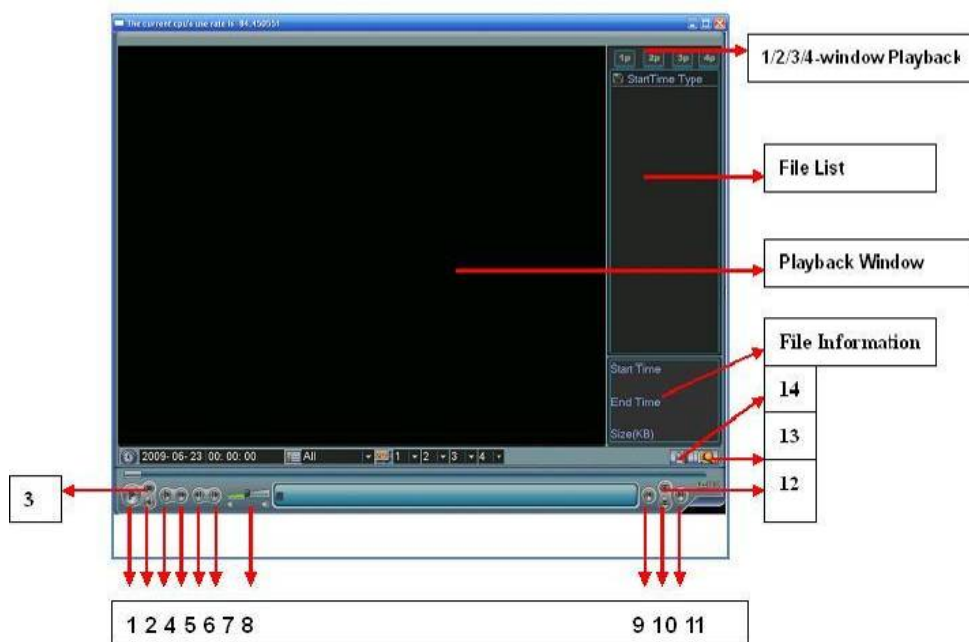 The current cpu's use rate is :84.450551
1p 2p 3p 4p
1/2/3/4-window Playback
StartTime Type
File List
Playback Window
File Information
Start Time
End Time
Size(KB)
14
13
12
2009-06-23 00:00:00 All 1 2 3 4
3
1 2 4 5 6 7 8 9 10 11